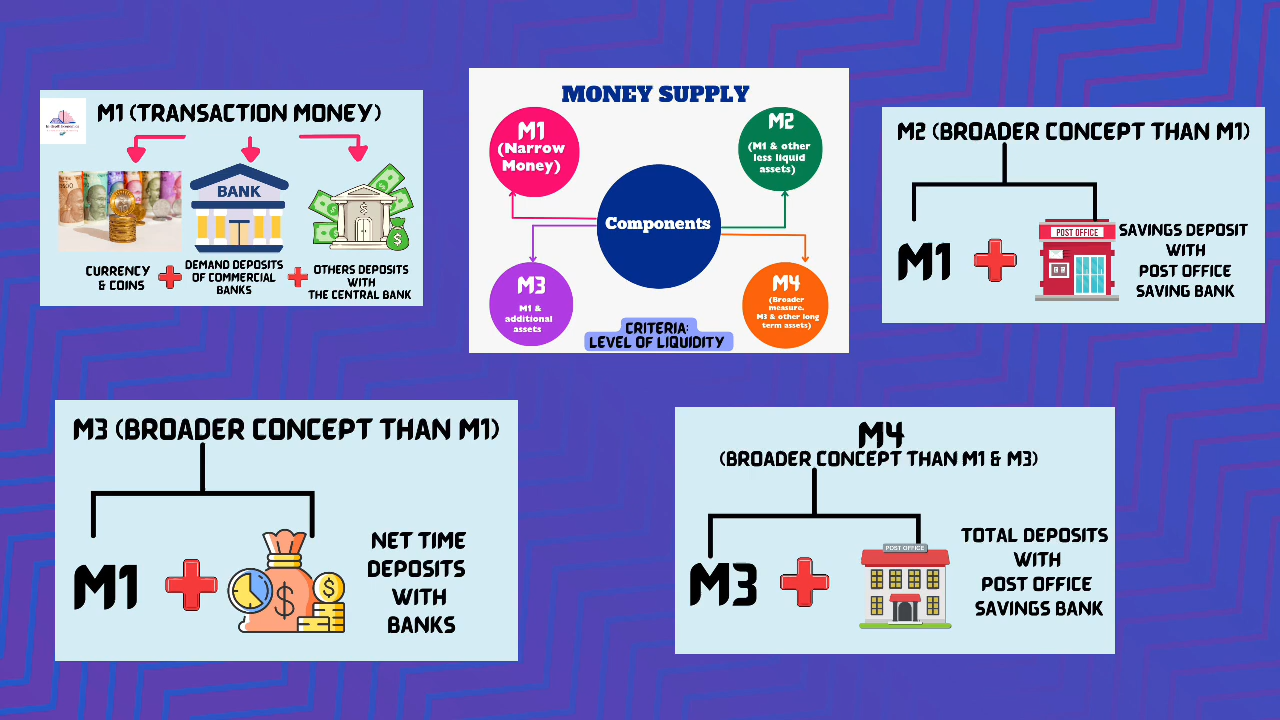 M1 (TRANSACTION MONEY)
BANK
CURRENCY
& COINS
DEMAND DEPOSITS
OF COMMERCIAL
BANKS
OTHERS DEPOSITS
WITH
THE CENTRAL BANK
MONEY SUPPLY
M1
(Narrow
Money)
M2
(M1 & other
less liquid
assets)
Components
M3
M1 &
additional
assets
M4
(Broader
measure.
M3 & other long
term assets)
CRITERIA:
LEVEL OF LIQUIDITY
M2 (BROADER CONCEPT THAN M1)
M1
POST OFFICE
SAVINGS DEPOSIT
WITH
POST OFFICE
SAVING BANK
M3 (BROADER CONCEPT THAN M1)
M1
NET TIME
DEPOSITS
WITH
BANKS
M4
(BROADER CONCEPT THAN M1 & M3)
M3
POST OFFICE
TOTAL DEPOSITS
WITH
POST OFFICE
SAVINGS BANK